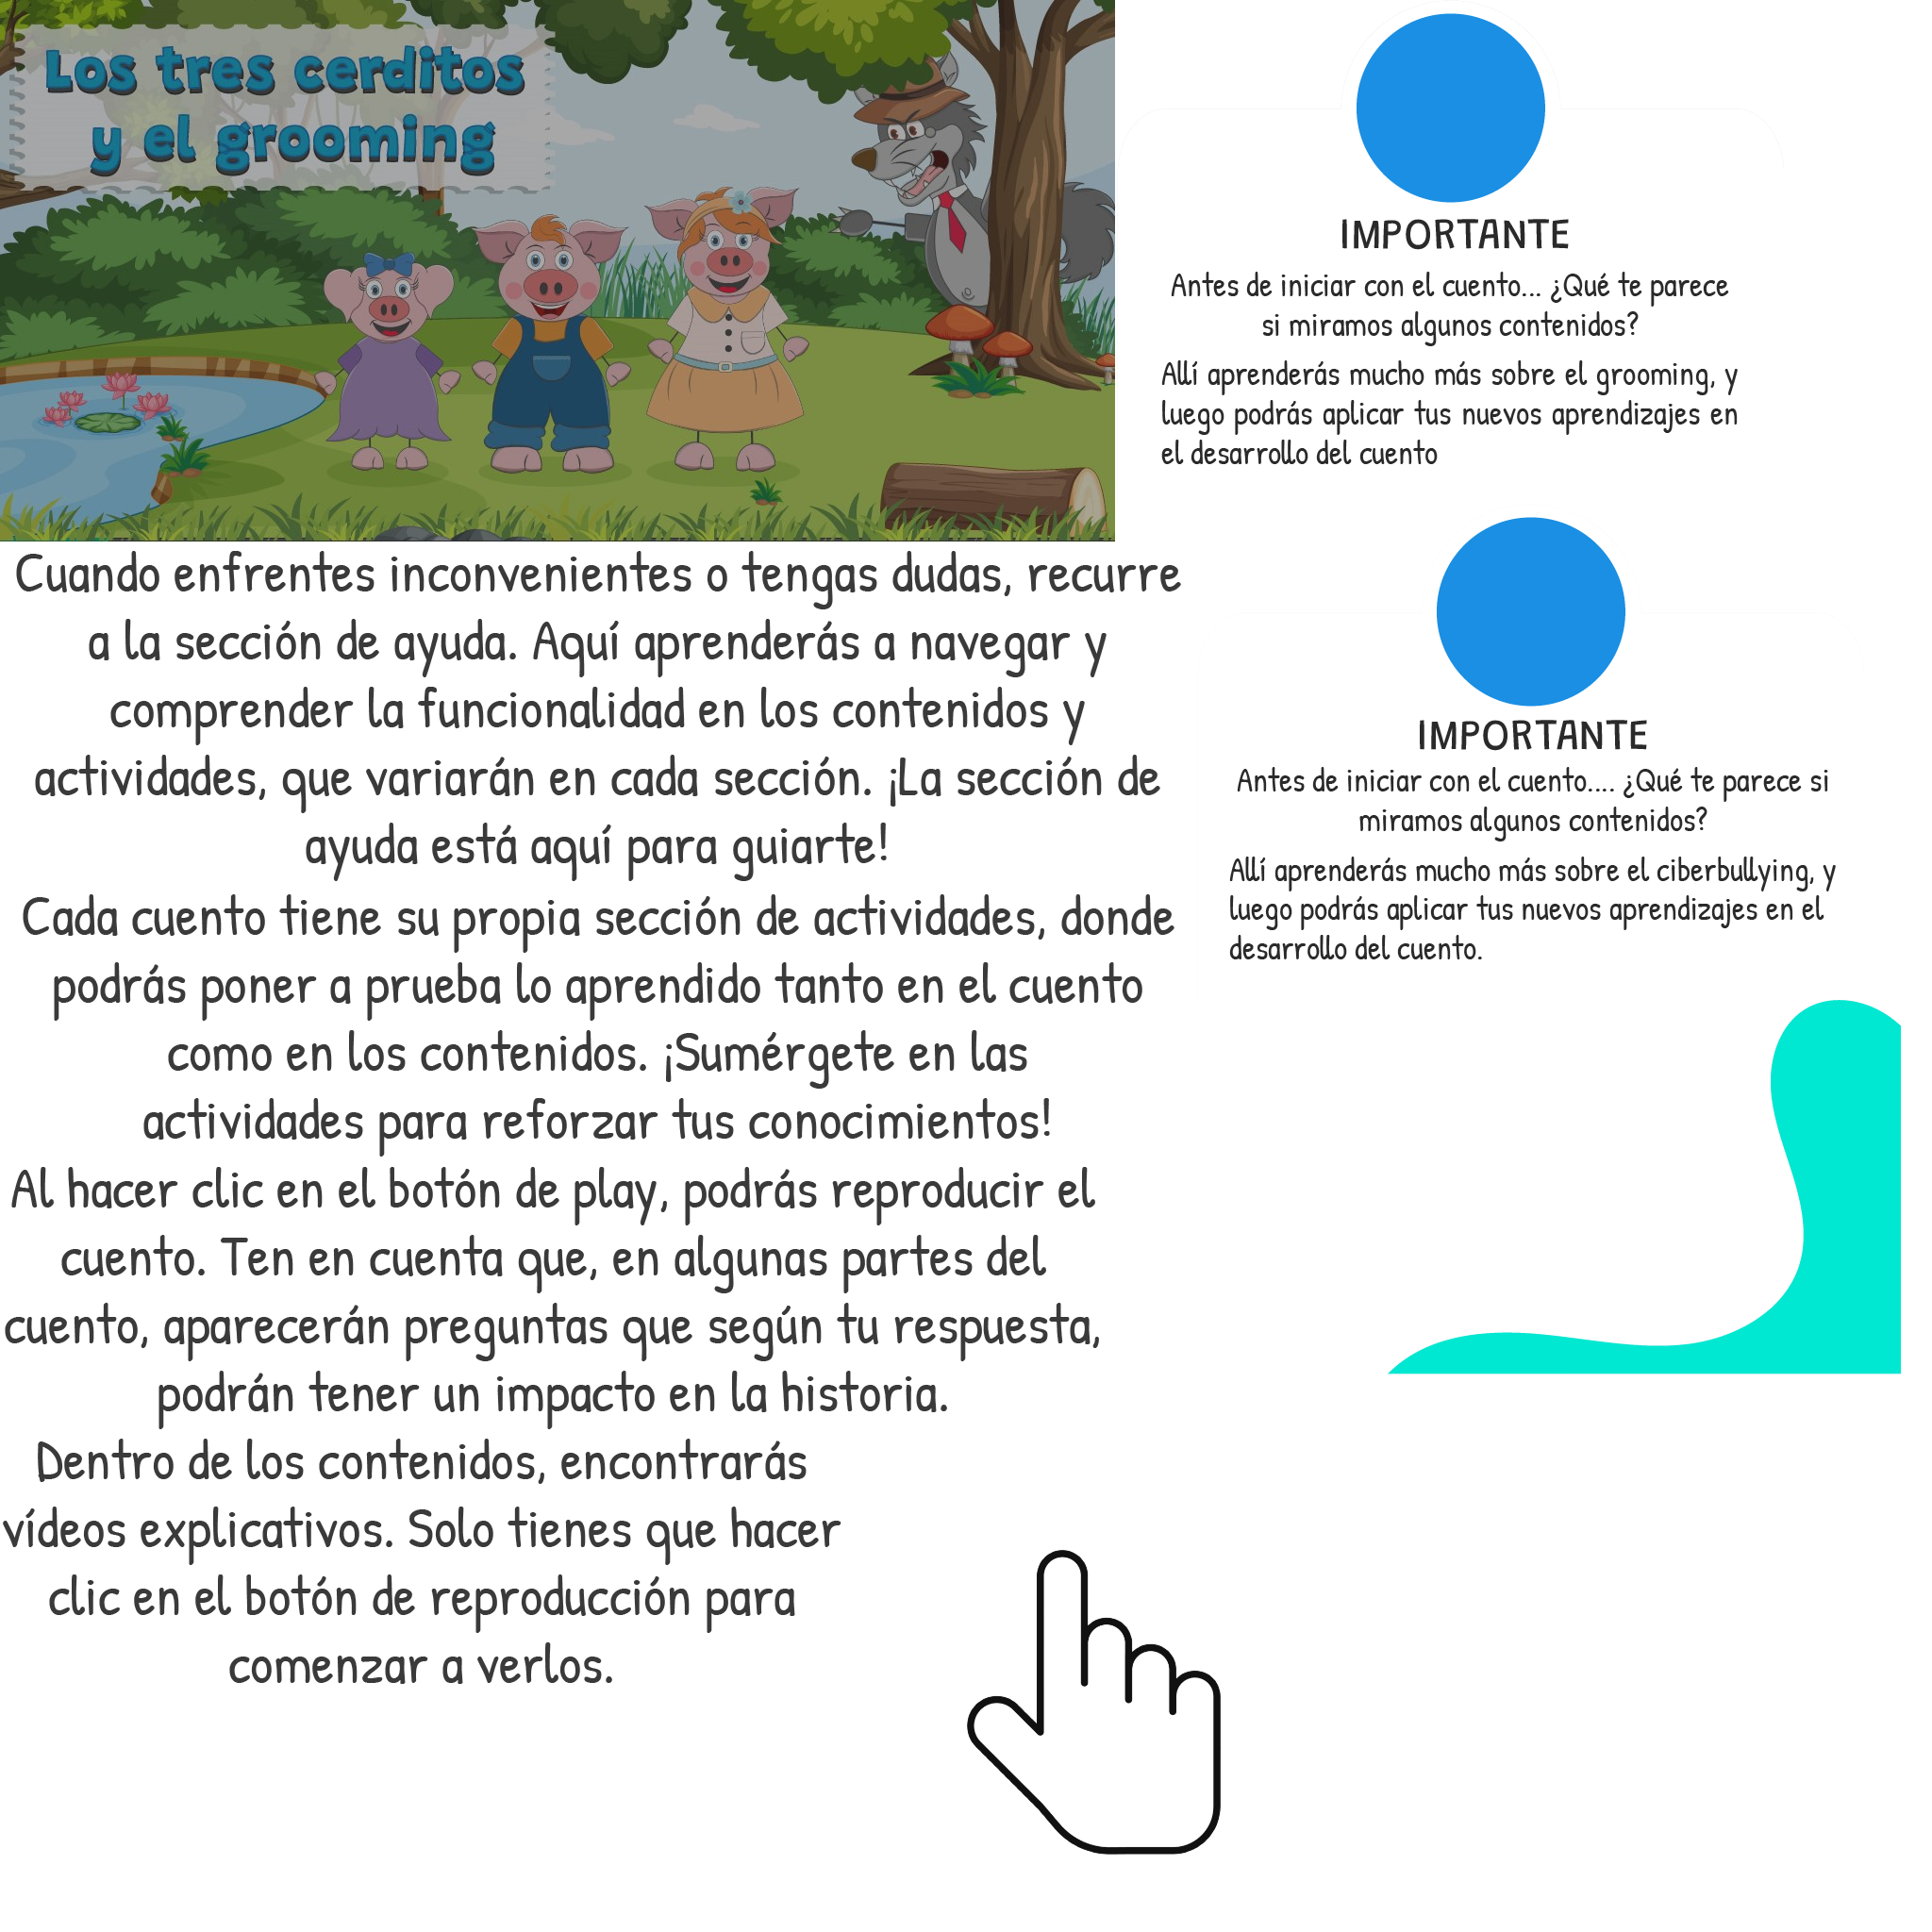 Los tres cerditos
y el grooming
IMPORTANTE
Antes de iniciar con el cuento... ¿Qué te parece
si miramos algunos contenidos?
Allí aprenderás mucho más sobre el grooming, y
luego podrás aplicar tus nuevos aprendizajes en
el desarrollo del cuento
IMPORTANTE
Antes de iniciar con el cuento.... ¿Qué te parece si
miramos algunos contenidos?
Allí aprenderás mucho más sobre el ciberbullying, y
luego podrás aplicar tus nuevos aprendizajes en el
desarrollo del cuento.
Cuando enfrentes inconvenientes o tengas dudas, recurre
a la sección de ayuda. Aquí aprenderás a navegar y
comprender la funcionalidad en los contenidos y
actividades, que variarán en cada sección. ¡La sección de
ayuda está aquí para guiarte!
Cada cuento tiene su propia sección de actividades, donde
podrás poner a prueba lo aprendido tanto en el cuento
como en los contenidos. ¡Sumérgete en las
actividades para reforzar tus conocimientos!
Al hacer clic en el botón de play, podrás reproducir el
cuento. Ten en cuenta que, en algunas partes del
cuento, aparecerán preguntas que según tu respuesta,
podrán tener un impacto en la historia.
Dentro de los contenidos, encontrarás
vídeos explicativos. Solo tienes que hacer
clic en el botón de reproducción para
comenzar a verlos.